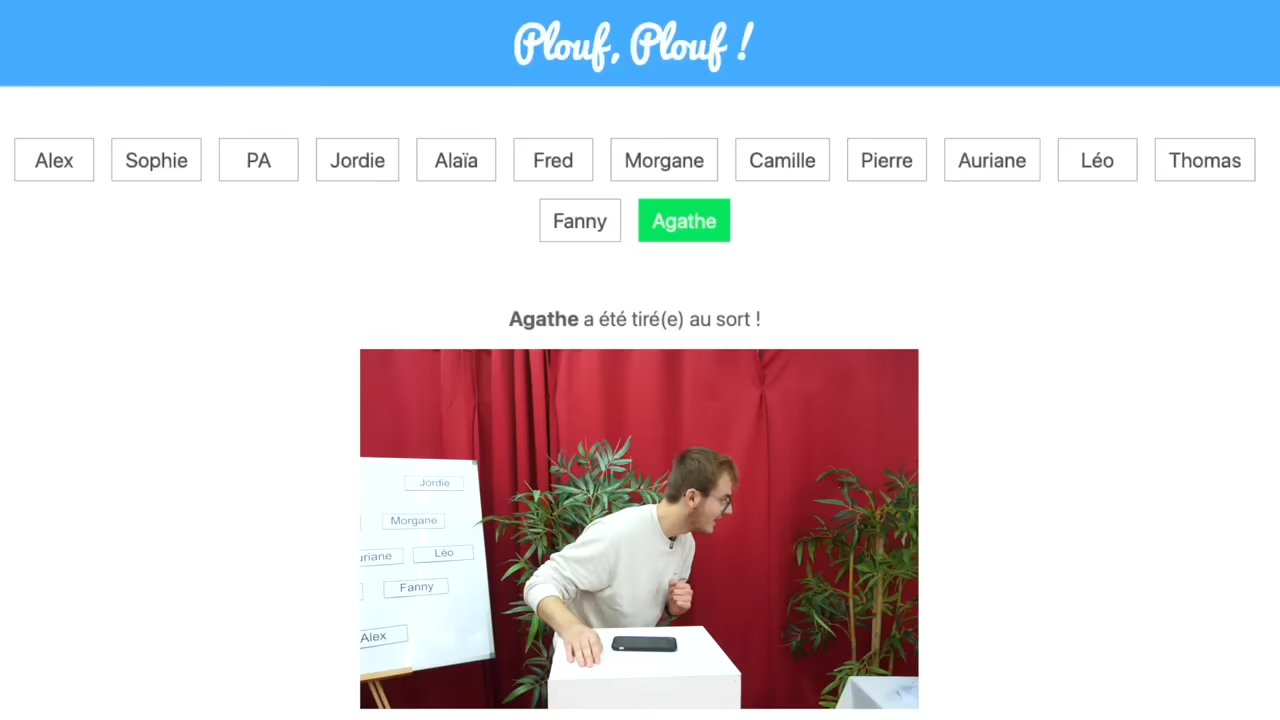 Plouf, Plouf !
Alex Sophie PA Jordie Alaïa Fred Morgane Camille Pierre Auriane Léo Thomas
Fanny Agathe
Agathe a été tiré(e) au sort !
Jordie
Morgane
uriane Léo
Fanny
Alex